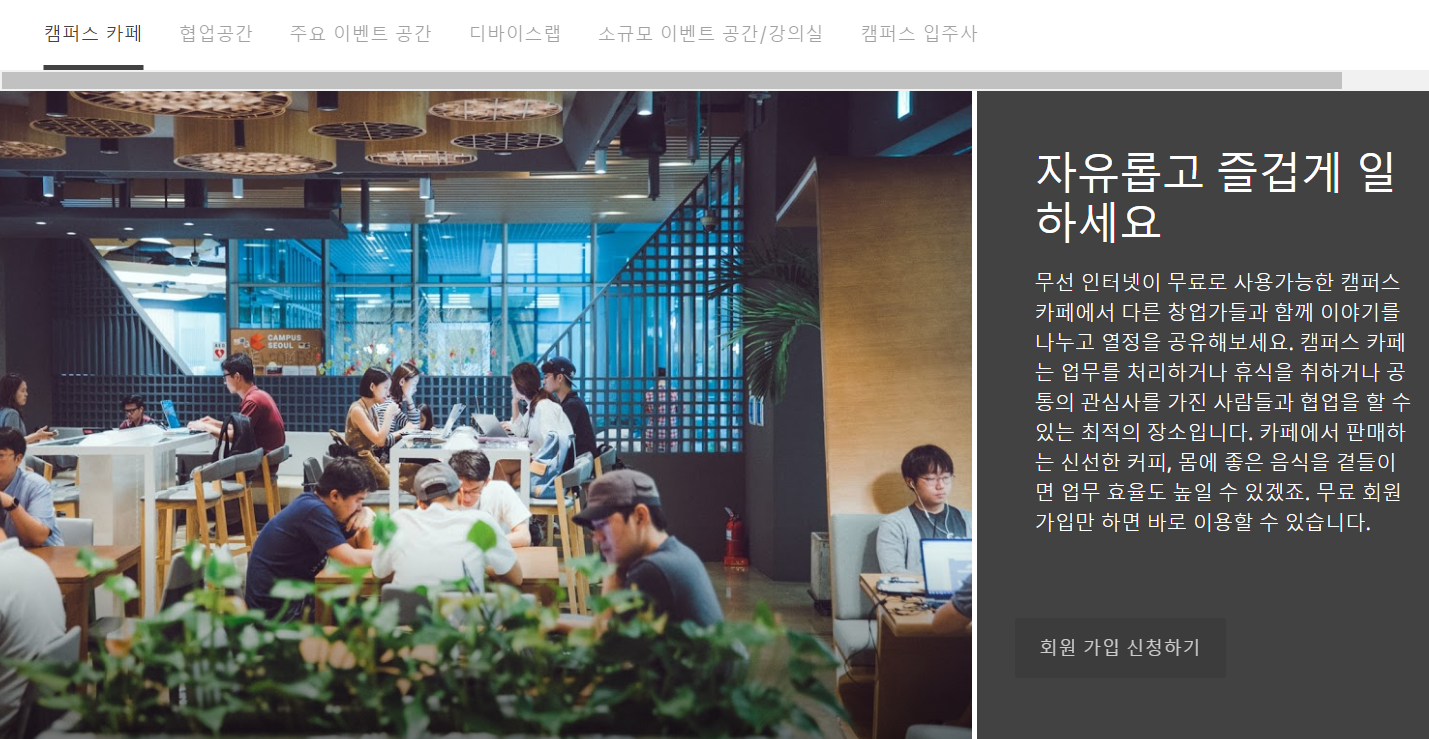 캠퍼스 카페 협업공간 주요 이벤트 공간 디바이스랩 소규모 이벤트 공간/강의실 캠퍼스 입주사
CAMPUS
SEOUL
자유롭고 즐겁게 일
하세요
무선 인터넷이 무료로 사용가능한 캠퍼스
카페에서 다른 창업가들과 함께 이야기를
나누고 열정을 공유해보세요. 캠퍼스 카페
는 업무를 처리하거나 휴식을 취하거나 공
통의 관심사를 가진 사람들과 협업을 할 수
있는 최적의 장소입니다. 카페에서 판매하
는 신선한 커피, 몸에 좋은 음식을 곁들이
면 업무 효율도 높일 수 있겠죠. 무료 회원
가입만 하면 바로 이용할 수 있습니다.
회원 가입 신청하기